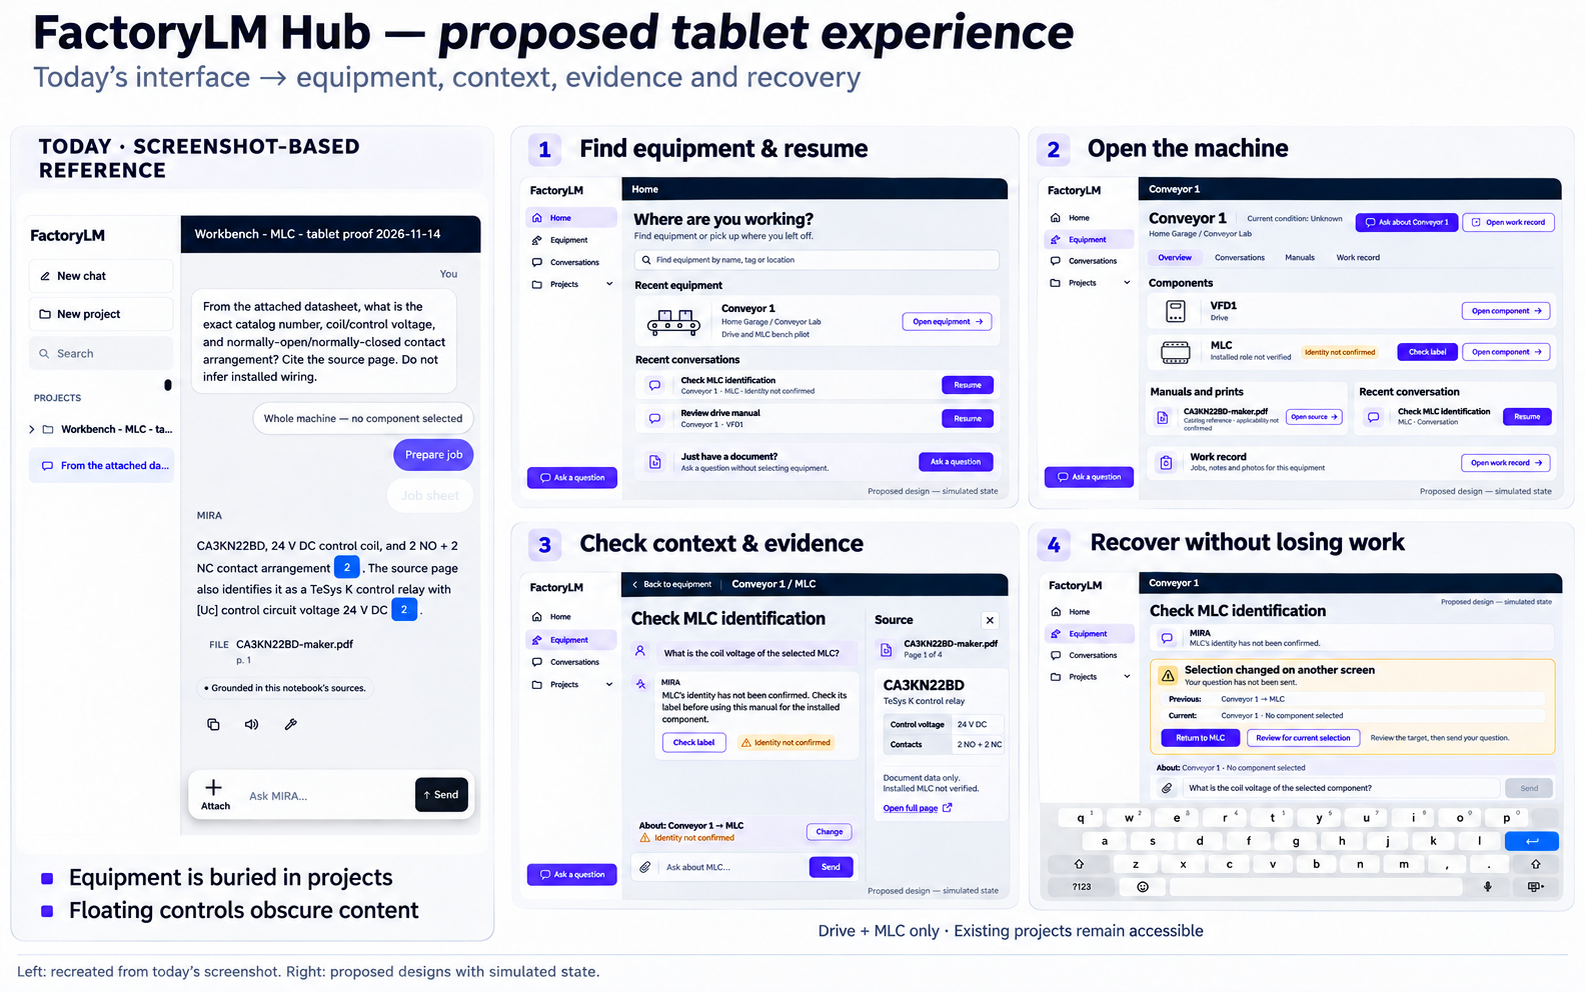 FactoryLM Hub — proposed tablet experience
Today's interface → equipment, context, evidence and recovery
TODAY · SCREENSHOT-BASED
REFERENCE
FactoryLM
New chat
New project
Search
PROJECTS
Workbench - MLC - ta...
From the attached da...
Workbench - MLC - tablet proof 2026-11-14
You
From the attached datasheet, what is the
exact catalog number, coil/control voltage,
and normally-open/normally-closed contact
arrangement? Cite the source page. Do not
infer installed wiring.
Whole machine — no component selected
Prepare job
Job sheet
MIRA
CA3KN22BD, 24 V DC control coil, and 2 NO + 2
NC contact arrangement 2 . The source page
also identifies it as a TeSys K control relay with
[Uc] control circuit voltage 24 V DC 2 .
FILE CA3KN22BD-maker.pdf
p. 1
• Grounded in this notebook's sources.
Attach
Ask MIRA...
↑ Send
Equipment is buried in projects
Floating controls obscure content
1 Find equipment & resume
FactoryLM
Home
Equipment
Conversations
Projects
Ask a question
Home
Where are you working?
Find equipment or pick up where you left off.
Find equipment by name, tag or location
Recent equipment
Conveyor 1
Home Garage / Conveyor Lab
Drive and MLC bench pilot
Open equipment →
Recent conversations
Check MLC identification
Conveyor 1 - MLC - Identity not confirmed
Resume
Review drive manual
Conveyor 1 - VFD1
Resume
Just have a document?
Ask a question without selecting equipment.
Ask a question
Proposed design — simulated state
2 Open the machine
FactoryLM
Home
Equipment
Conversations
Projects
Ask a question
Conveyor 1
Conveyor 1
Current condition: Unknown
Ask about Conveyor 1
Open work record
Home Garage / Conveyor Lab
Overview Conversations Manuals Work record
Components
VFD1
Drive
Open component →
MLC
Installed role not verified
Identity not confirmed
Check label
Open component →
Manuals and prints
CA3KN22BD-maker.pdf
Catalog reference - applicability not
confirmed
Open source →
Recent conversation
Check MLC identification
MLC - Conversation
Resume
Work record
Jobs, notes and photos for this equipment
Open work record →
Proposed design — simulated state
3 Check context & evidence
FactoryLM
Home
Equipment
Conversations
Projects
Ask a question
Back to equipment
Conveyor 1 / MLC
Check MLC identification
What is the coil voltage of the selected MLC?
MIRA
MLC's identity has not been confirmed. Check its
label before using this manual for the installed
component.
Check label
Identity not confirmed
About: Conveyor 1 → MLC
Identity not confirmed
Change
Ask about MLC...
Send
Source
CA3KN22BD-maker.pdf
Page 1 of 4
CA3KN22BD
TeSys K control relay
Control voltage 24 V DC
Contacts 2 NO + 2 NC
Document data only.
Installed MLC not verified.
Open full page
Proposed design — simulated state
4 Recover without losing work
FactoryLM
Home
Equipment
Conversations
Projects
Conveyor 1
Proposed design — simulated state
Check MLC identification
MIRA
MLC's identity has not been confirmed.
Selection changed on another screen
Your question has not been sent.
Previous: Conveyor 1 → MLC
Current: Conveyor 1 - No component selected
Return to MLC
Review for current selection
Review the target, then send your question.
About: Conveyor 1 - No component selected
What is the coil voltage of the selected component?
Send
q 1 w 2 e 3 r 4 t 5 y 6 u 7 i 8 o 9 p 0
a s d f g h j k l
z x c v b n m , .
?123
Drive + MLC only · Existing projects remain accessible
Left: recreated from today's screenshot. Right: proposed designs with simulated state.